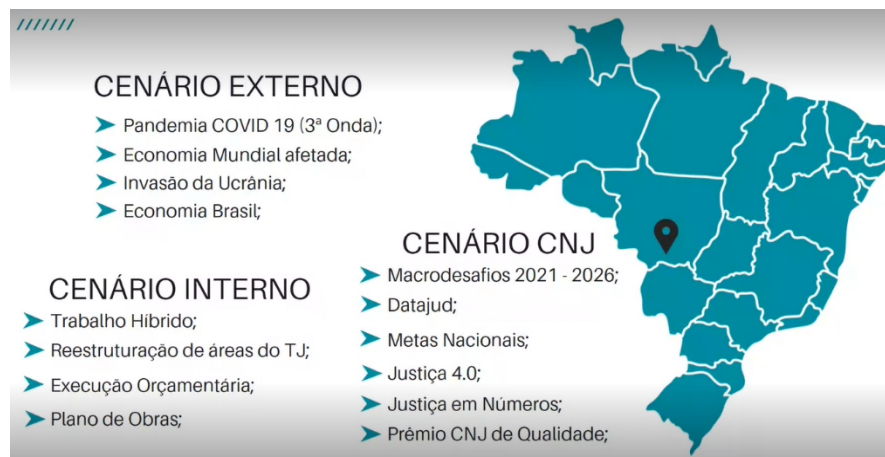 CENÁRIO EXTERNO
Pandemia COVID 19 (3ª Onda);
Economia Mundial afetada;
Invasão da Ucrânia;
Economia Brasil;
CENÁRIO INTERNO
Trabalho Híbrido;
Reestruturação de áreas do TJ;
Execução Orçamentária;
Plano de Obras;
CENÁRIO CNJ
Macrodesafios 2021 - 2026;
Datajud;
Metas Nacionais;
Justiça 4.0;
Justiça em Números;
Prêmio CNJ de Qualidade;